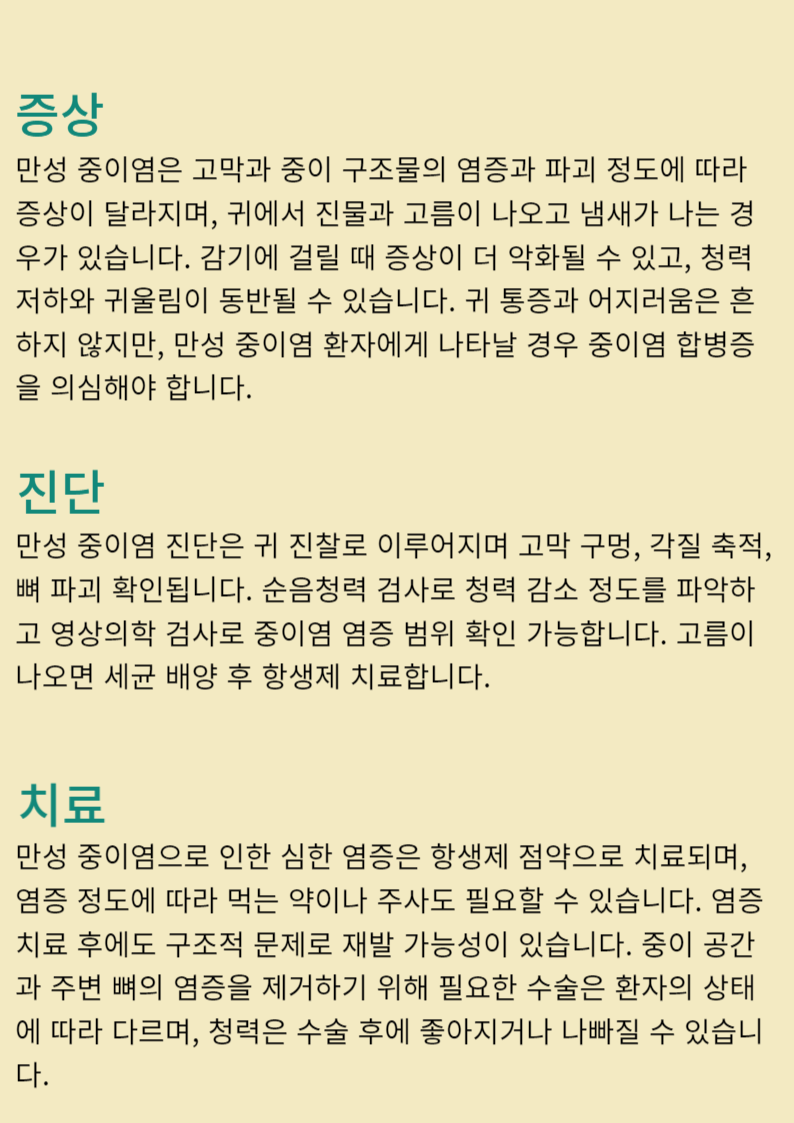 증상
만성 중이염은 고막과 중이 구조물의 염증과 파괴 정도에 따라
증상이 달라지며, 귀에서 진물과 고름이 나오고 냄새가 나는 경
우가 있습니다. 감기에 걸릴 때 증상이 더 악화될 수 있고, 청력
저하와 귀울림이 동반될 수 있습니다. 귀 통증과 어지러움은 흔
하지 않지만, 만성 중이염 환자에게 나타날 경우 중이염 합병증
을 의심해야 합니다.
진단
만성 중이염 진단은 귀 진찰로 이루어지며 고막 구멍, 각질 축적,
뼈 파괴 확인됩니다. 순음청력 검사로 청력 감소 정도를 파악하
고 영상의학 검사로 중이염 염증 범위 확인 가능합니다. 고름이
나오면 세균 배양 후 항생제 치료합니다.
치료
만성 중이염으로 인한 심한 염증은 항생제 점약으로 치료되며,
염증 정도에 따라 먹는 약이나 주사도 필요할 수 있습니다. 염증
치료 후에도 구조적 문제로 재발 가능성이 있습니다. 중이 공간
과 주변 뼈의 염증을 제거하기 위해 필요한 수술은 환자의 상태
에 따라 다르며, 청력은 수술 후에 좋아지거나 나빠질 수 있습니
다.